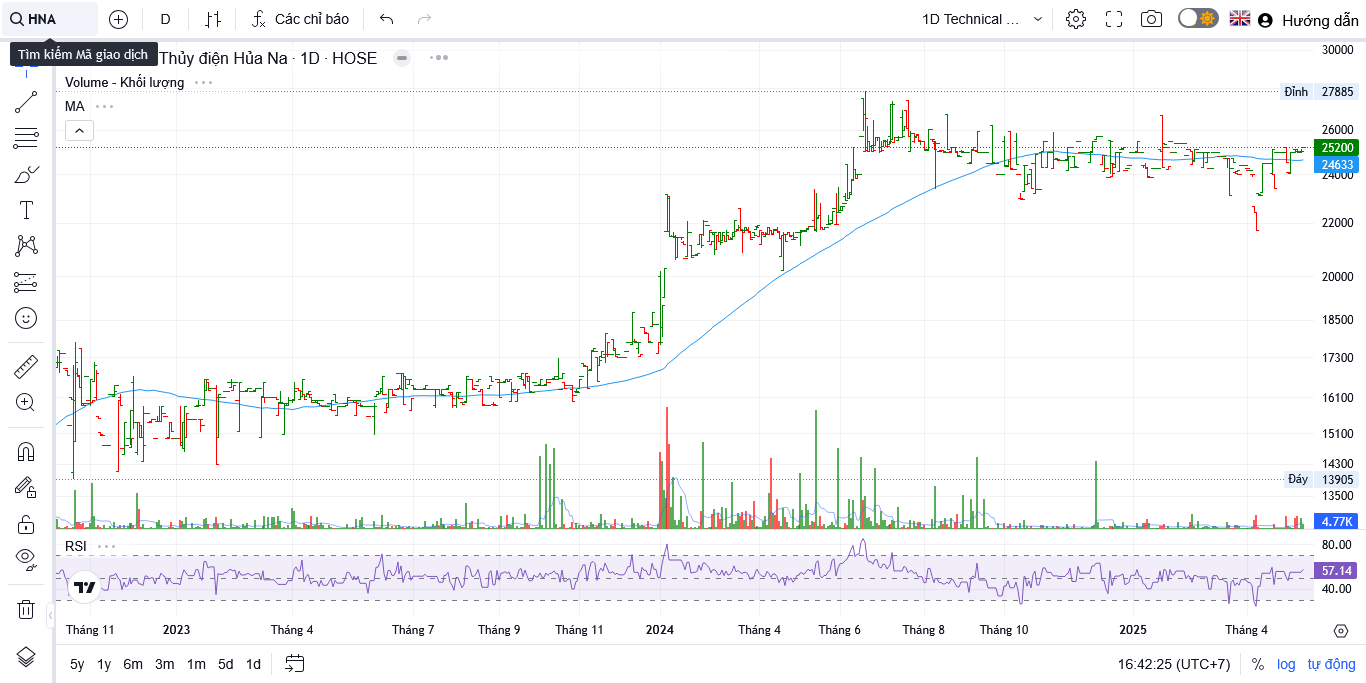 HNA D Các chỉ báo 1D Technical ... Hướng dẫn
Tìm kiếm Mã giao dịch
Thủy điện Hủa Na · 1D · HOSE
Volume - Khối lượng
MA
30000
Đỉnh 27885
26000
25200
24633
24000
22000
20000
18500
17300
16100
15100
14300
Đáy 13905
13500
4.77K
RSI
80.00
57.14
40.00
Tháng 11 2023 Tháng 4 Tháng 7 Tháng 9 Tháng 11 2024 Tháng 4 Tháng 6 Tháng 8 Tháng 10 2025 Tháng 4
5y 1y 6m 3m 1m 5d 1d 16:42:25 (UTC+7) % log tự động